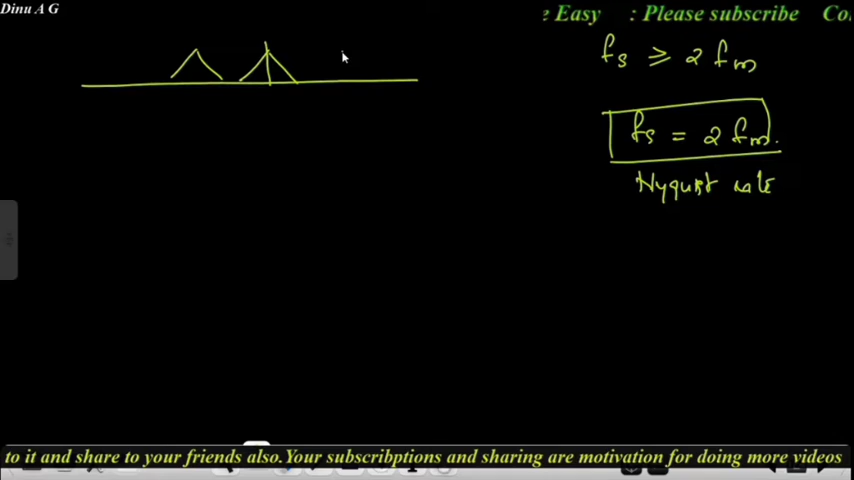 Dinu A G
e Easy : Please subscribe Co
fs ≥ 2 fm
fs = 2 fm.
Nyquist rate
to it and share to your friends also.Your subscribptions and sharing are motivation for doing more videos